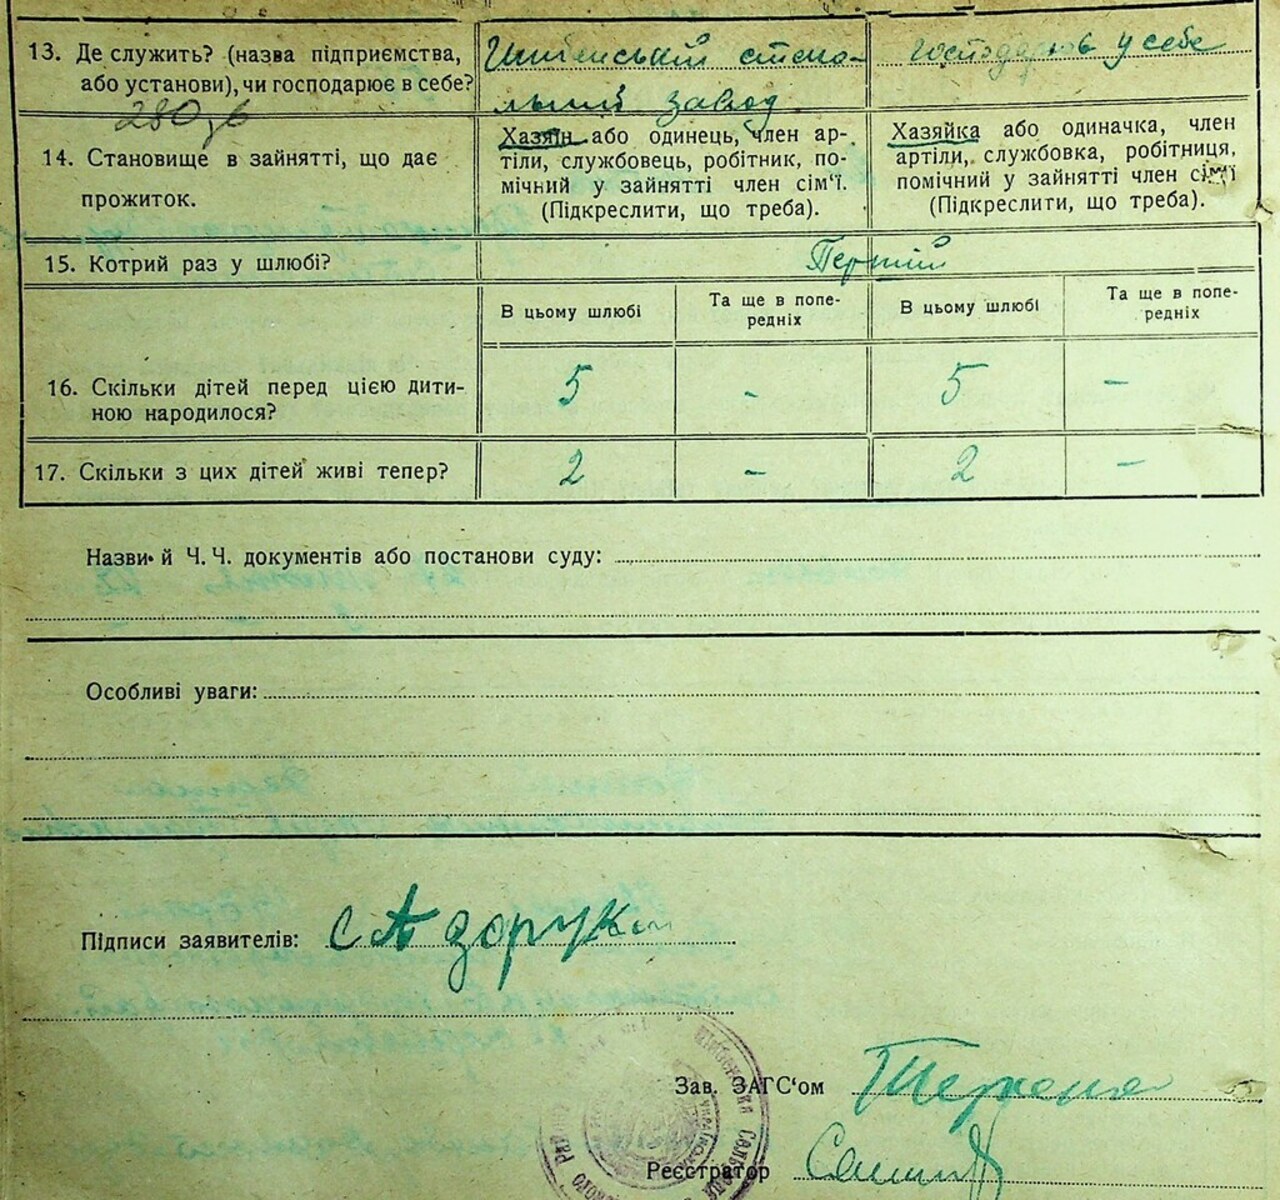 13. Де служить? (назва підприємства,
або установи), чи господарює в себе?
Шибенський стеко-
льний завод
господарює у себе
280, б
14. Становище в зайнятті, що дає
прожиток.
Хазяїн або одинець, член ар-
тіли, службовець, робітник, по-
мічний у зайнятті член сім‘ї.
(Підкреслити, що треба).
Хазяйка або одиначка, член
артіли, службовка, робітниця,
помічний у зайнятті член сім‘ї
(Підкреслити, що треба).
15. Котрий раз у шлюбі?
Перший
В цьому шлюбі
Та ще в попе-
редніх
В цьому шлюбі
Та ще в попе-
редніх
16. Скільки дітей перед цією дити-
ною народилося?
5 - 5 -
17. Скільки з цих дітей живі тепер?
2 - 2 -
Назви й Ч. Ч. документів або постанови суду:
Особливі уваги:
Підписи заявителів:
Зав. ЗАГС‘ом
Реєстратор